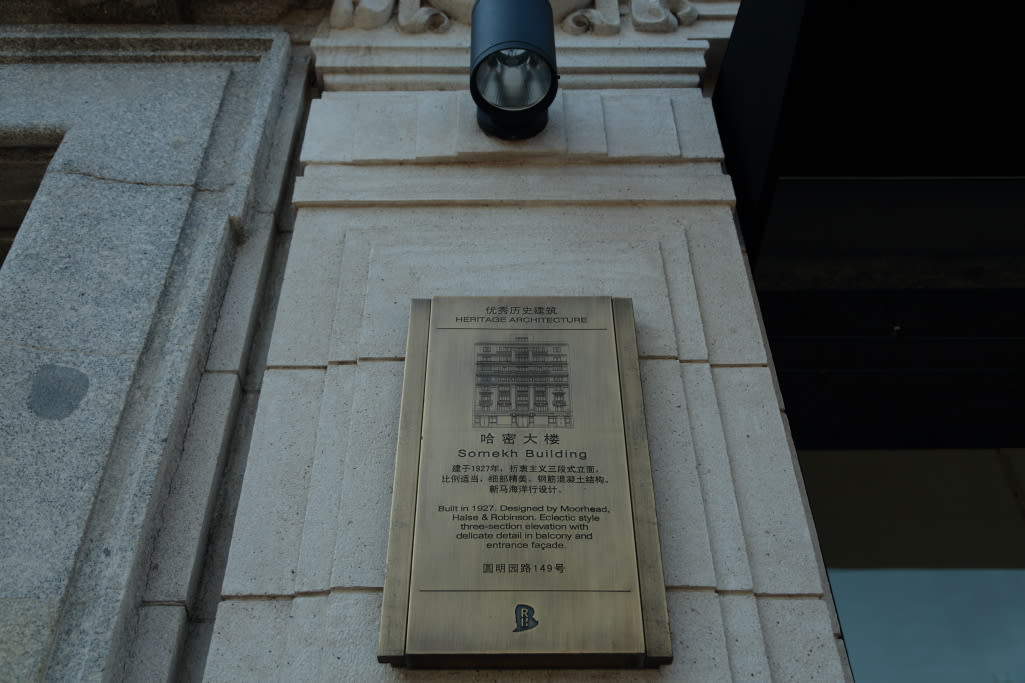 优秀历史建筑
HERITAGE ARCHITECTURE
哈密大楼
Somekh Building
建于1927年，折衷主义三段式立面，
比例适当，细部精美，钢筋混凝土结构。
新马海洋行设计。
Built in 1927. Designed by Moorhead,
Halse & Robinson. Eclectic style
three-section elevation with
delicate detail in balcony and
entrance façade.
圆明园路149号